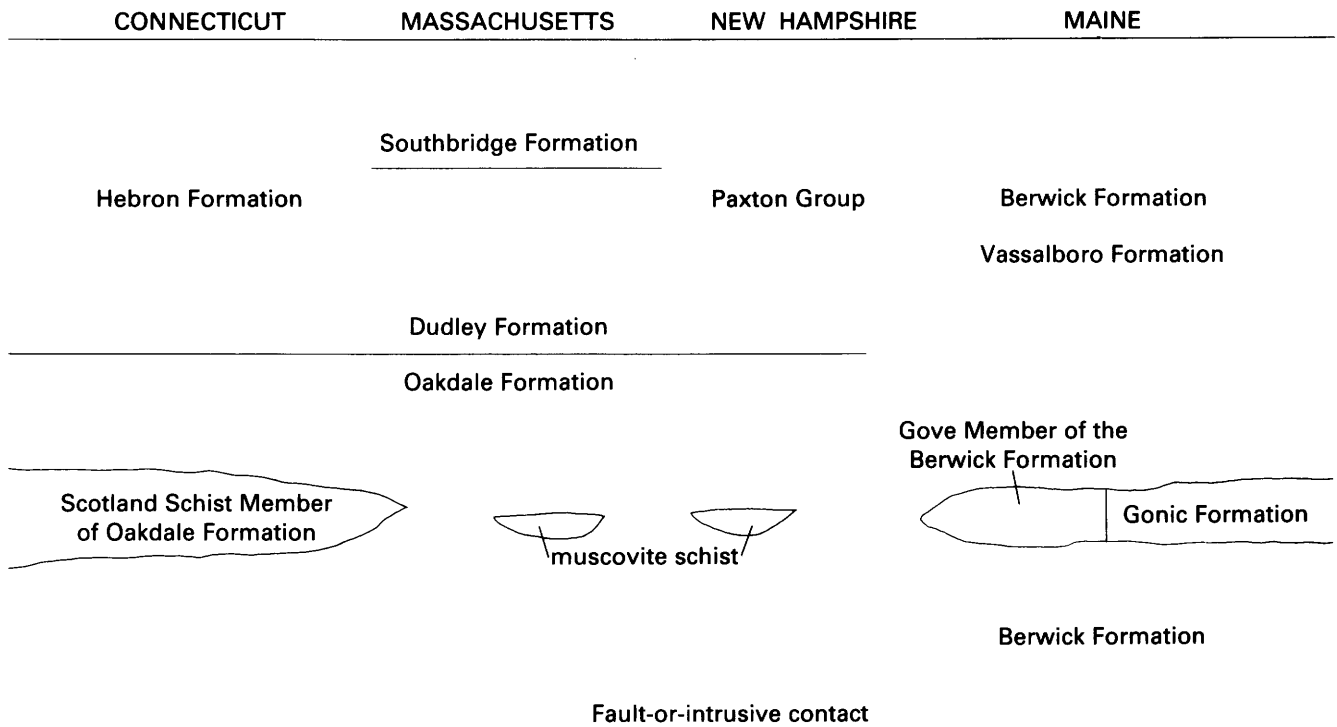 CONNECTICUT
MASSACHUSETTS
NEW HAMPSHIRE
MAINE
Southbridge Formation
Hebron Formation
Paxton Group
Berwick Formation
Vassalboro Formation
Dudley Formation
Oakdale Formation
Gove Member of the
Berwick Formation
Scotland Schist Member
of Oakdale Formation
Gonic Formation
muscovite schist
Berwick Formation
Fault-or-intrusive contact